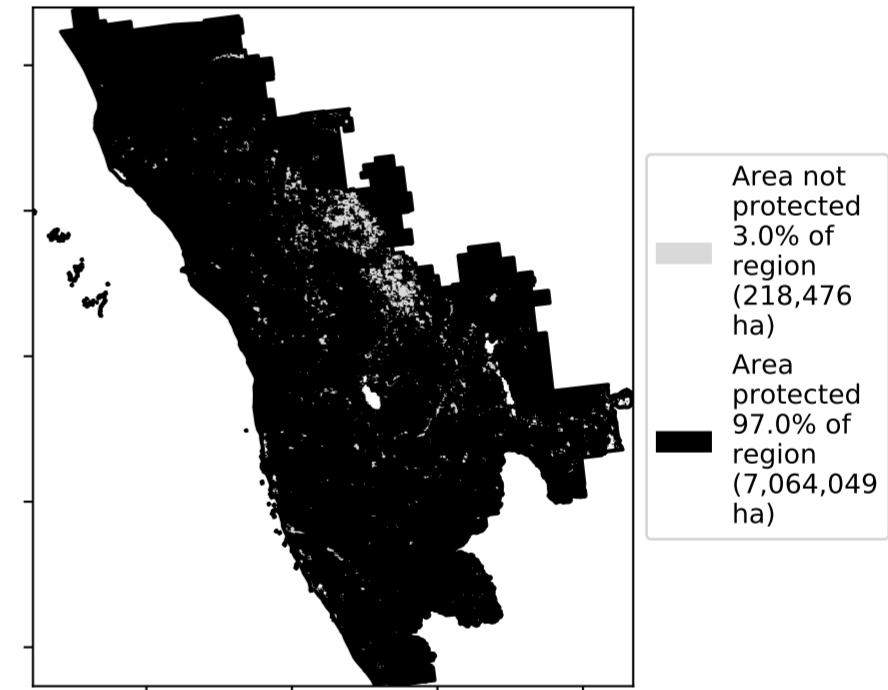 Area not
protected
3.0% of
region
(218,476
ha)
Area
protected
97.0% of
region
(7,064,049
ha)